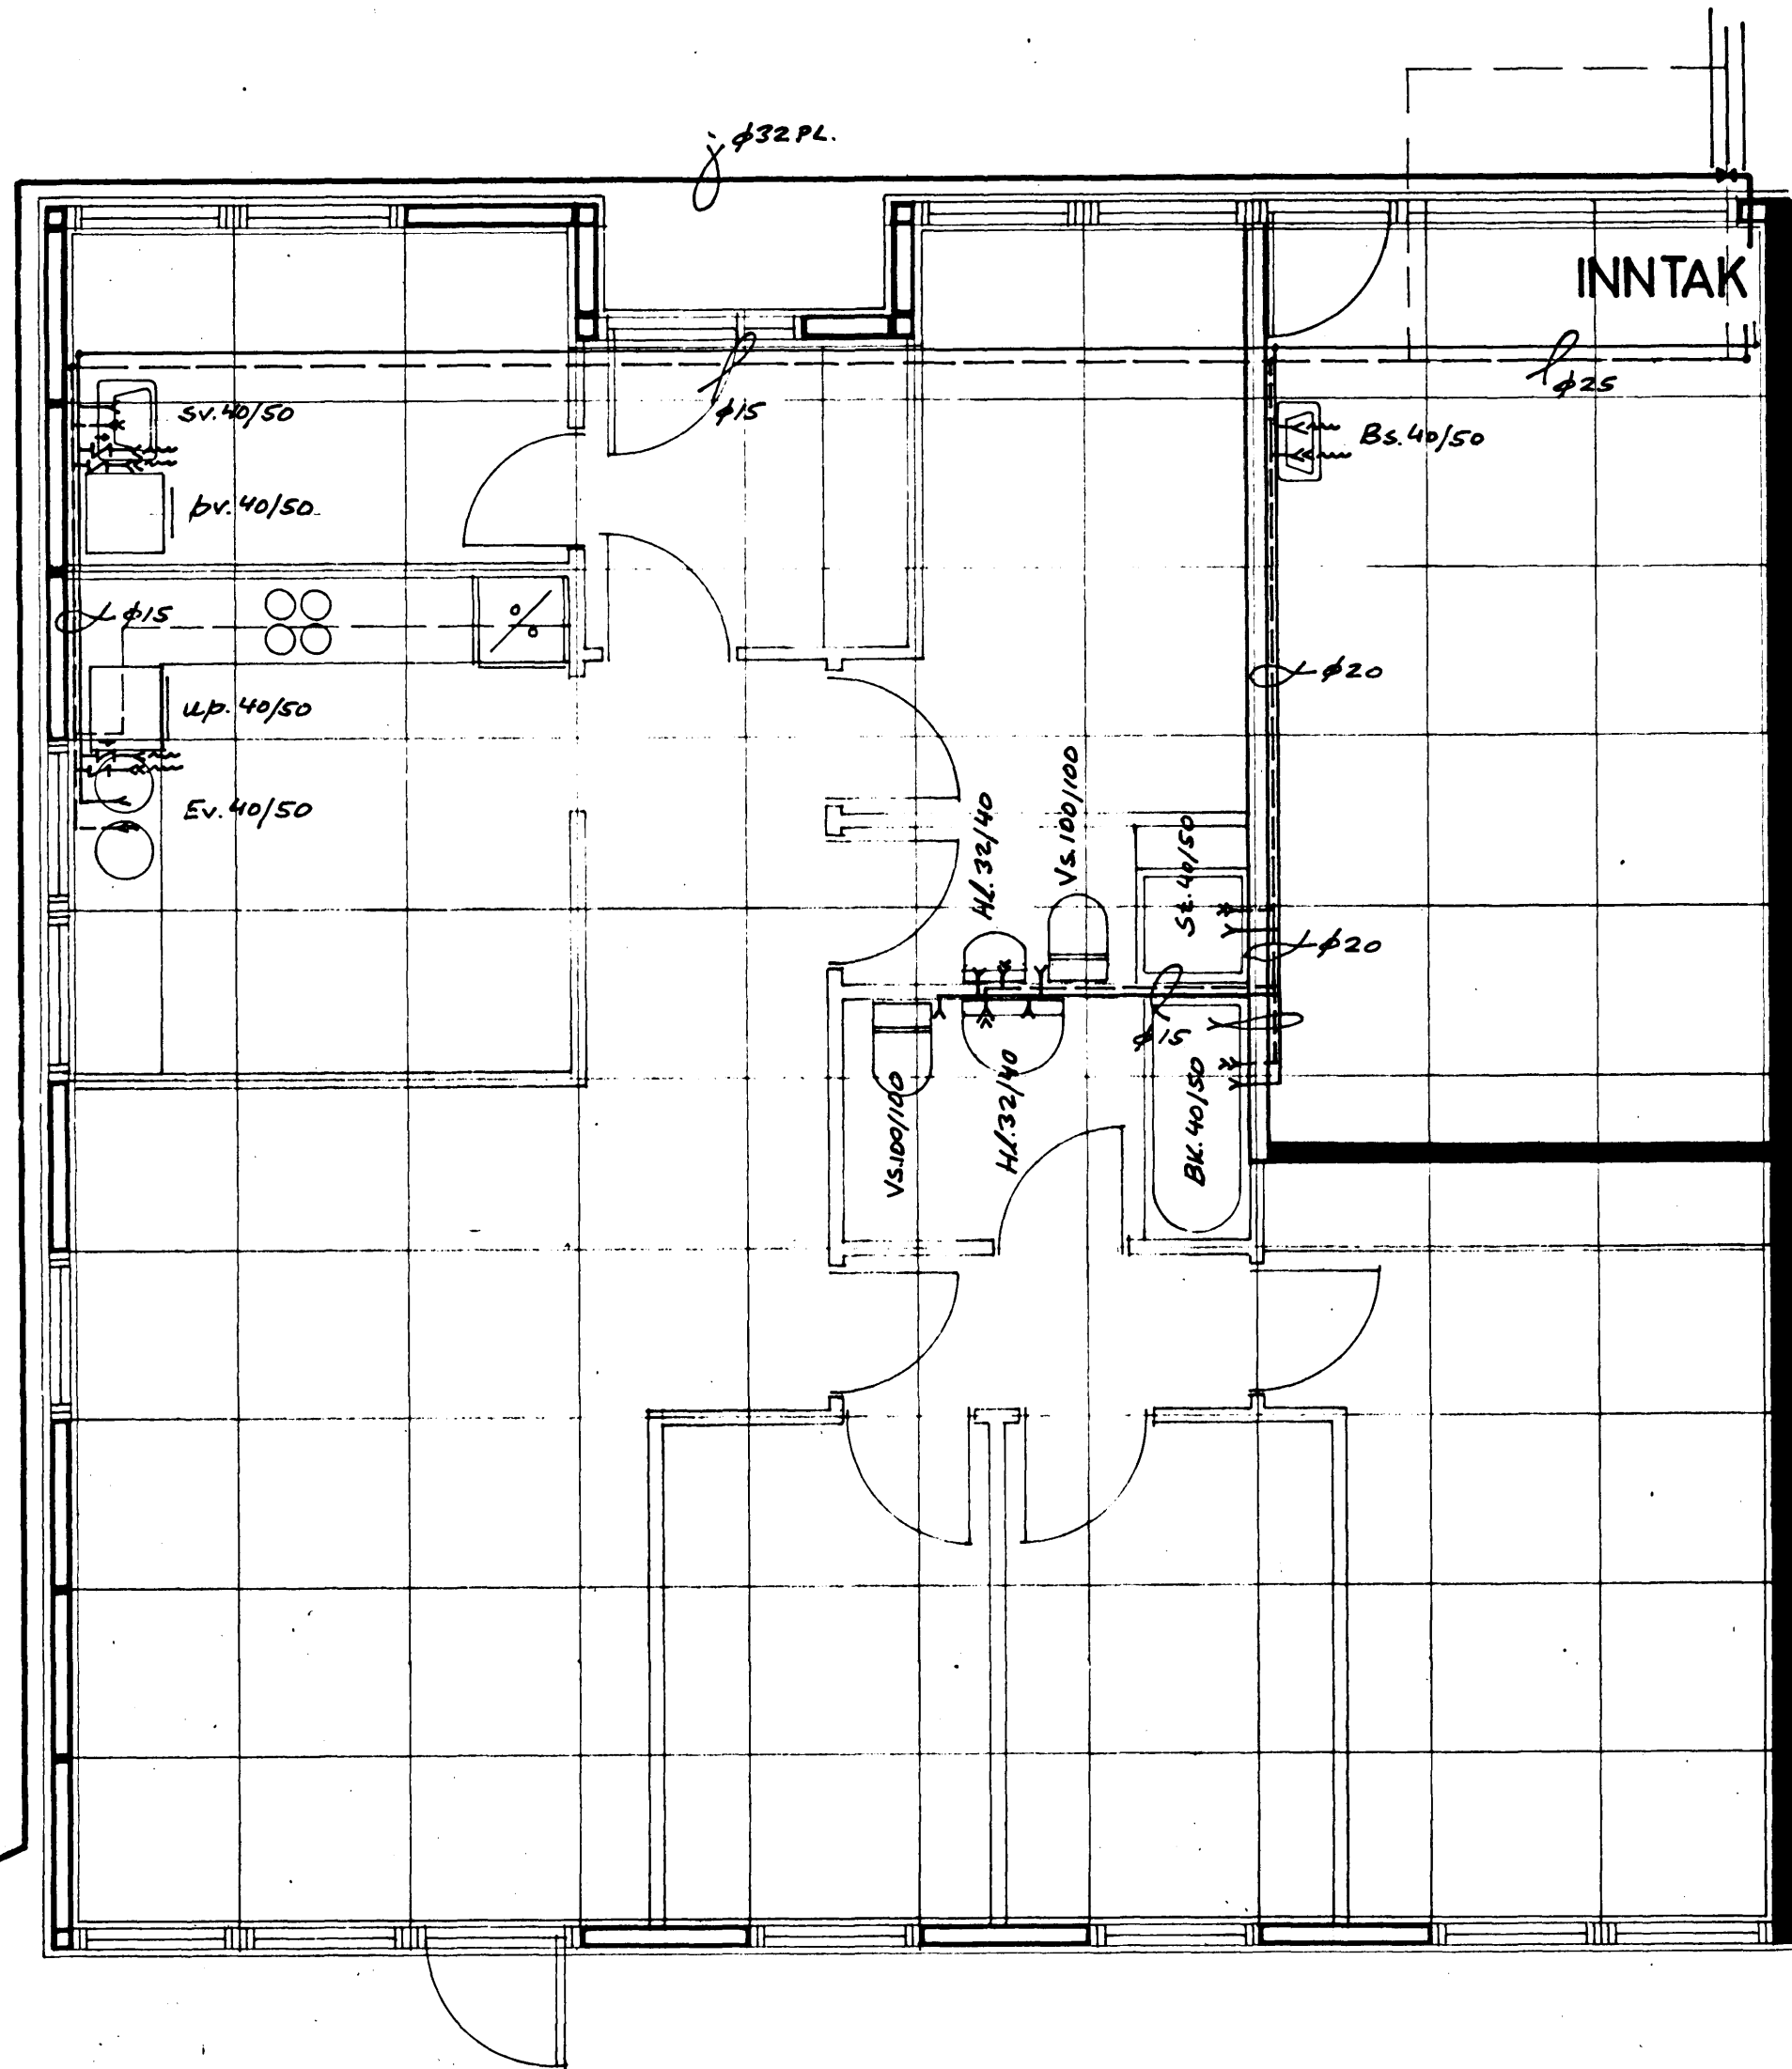 ϕ32 PL.
INNTAK
ϕ25
ϕ15
sv. 40/50
Bs. 40/50
þv. 40/50
ϕ15
ϕ20
up. 40/50
Ev. 40/50
Hl. 32/40
Vs. 100/100
St. 40/50
ϕ20
ϕ15
Vs. 100/100
Hl. 32/40
BK. 40/50